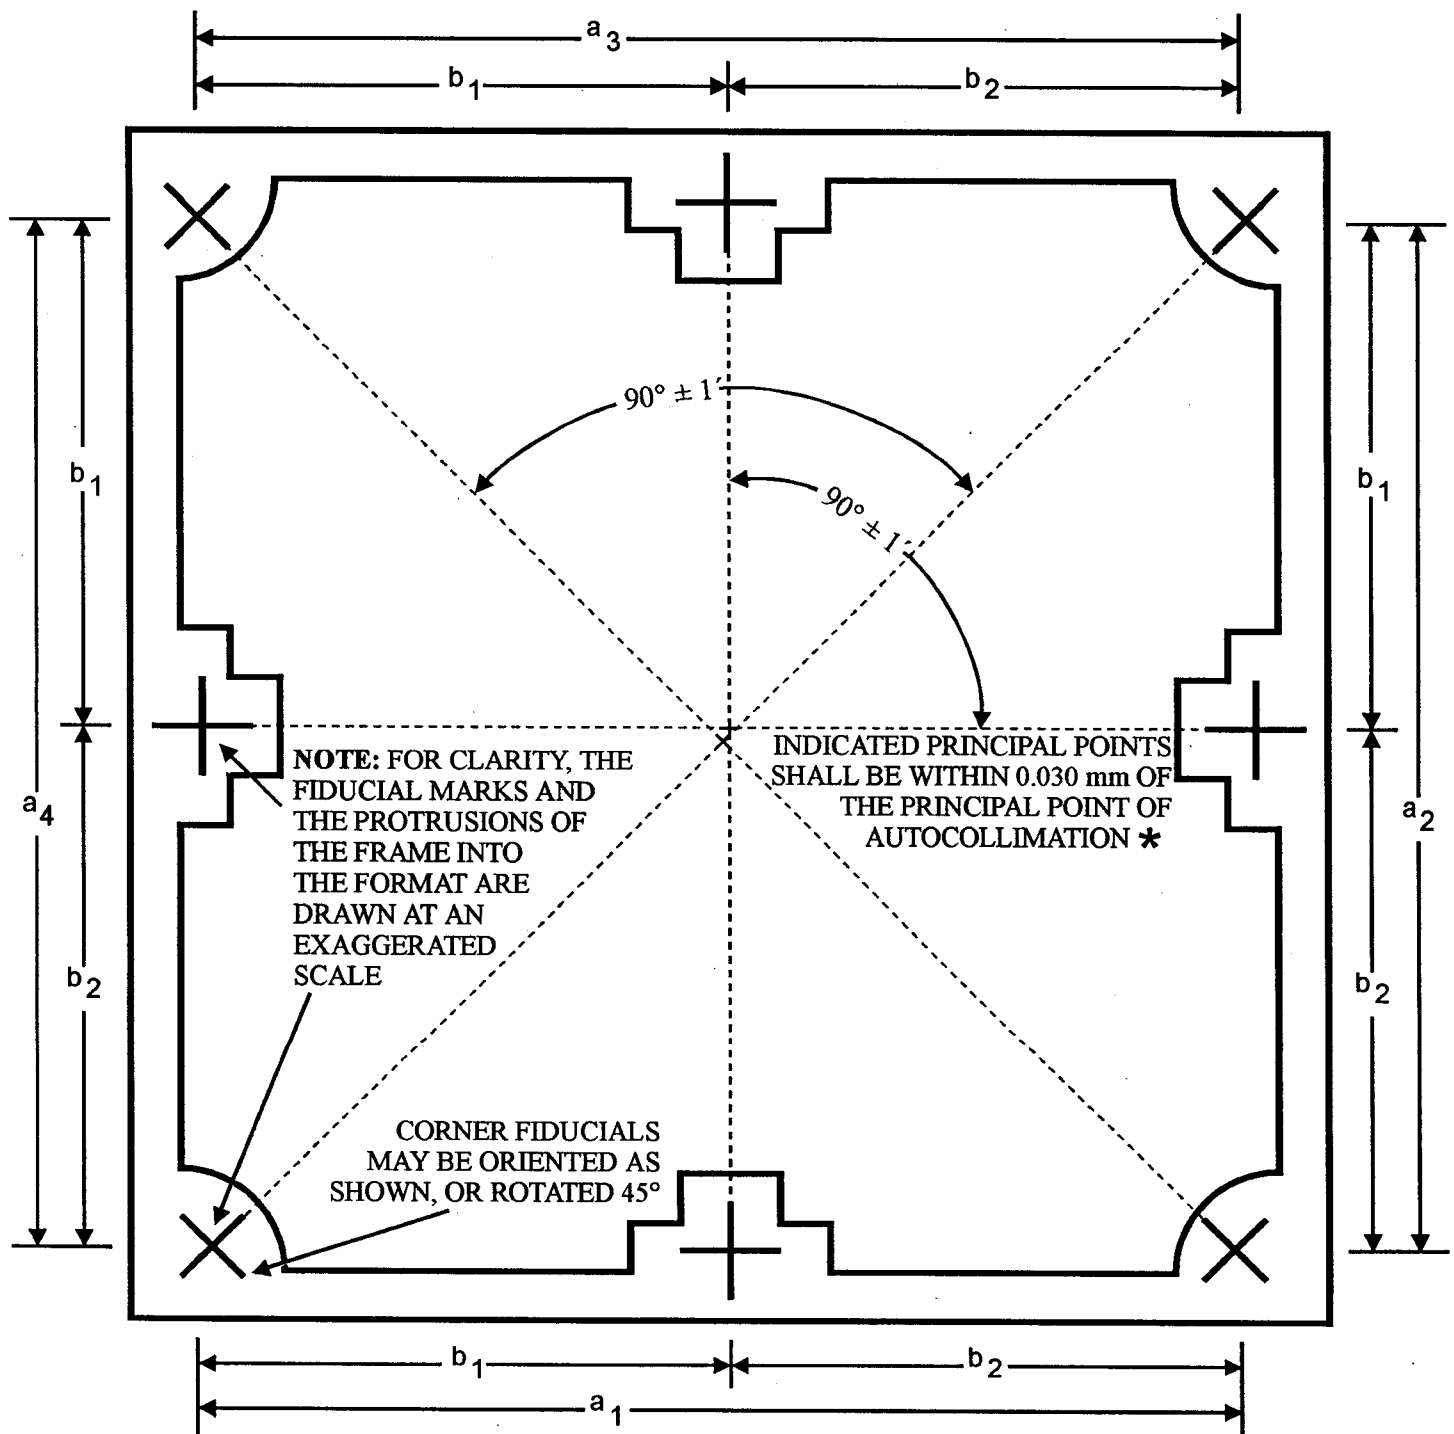 a3
b1 b2
90° ± 1′
90° ± 1′
b1
b1
a4
a2
NOTE: FOR CLARITY, THE
FIDUCIAL MARKS AND
THE PROTRUSIONS OF
THE FRAME INTO
THE FORMAT ARE
DRAWN AT AN
EXAGGERATED
SCALE
INDICATED PRINCIPAL POINTS
SHALL BE WITHIN 0.030 mm OF
THE PRINCIPAL POINT OF
AUTOCOLLIMATION *
b2
b2
CORNER FIDUCIALS
MAY BE ORIENTED AS
SHOWN, OR ROTATED 45°
b1 b2
a1